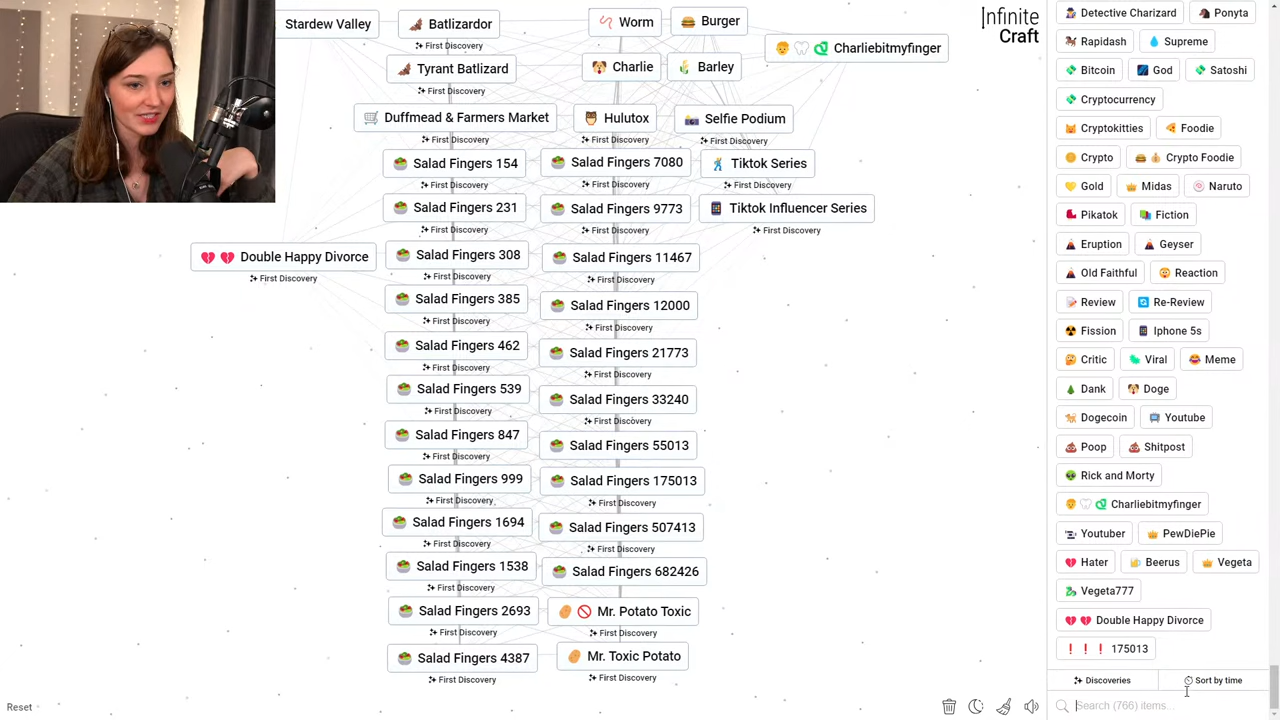 Stardew Valley
Batlizardor
First Discovery
Worm
Burger
Charliebitmyfinger
Infinite
Craft
Tyrant Batlizard
First Discovery
Charlie
Barley
Duffmead & Farmers Market
First Discovery
Hulutox
First Discovery
Selfie Podium
First Discovery
Salad Fingers 154
First Discovery
Salad Fingers 7080
First Discovery
Tiktok Series
First Discovery
Salad Fingers 231
First Discovery
Salad Fingers 9773
First Discovery
Tiktok Influencer Series
First Discovery
Double Happy Divorce
First Discovery
Salad Fingers 308
First Discovery
Salad Fingers 11467
First Discovery
Salad Fingers 385
First Discovery
Salad Fingers 12000
First Discovery
Salad Fingers 462
First Discovery
Salad Fingers 21773
First Discovery
Salad Fingers 539
First Discovery
Salad Fingers 33240
First Discovery
Salad Fingers 847
First Discovery
Salad Fingers 55013
First Discovery
Salad Fingers 999
First Discovery
Salad Fingers 175013
First Discovery
Salad Fingers 1694
First Discovery
Salad Fingers 507413
First Discovery
Salad Fingers 1538
First Discovery
Salad Fingers 682426
First Discovery
Salad Fingers 2693
First Discovery
Mr. Potato Toxic
First Discovery
Salad Fingers 4387
First Discovery
Mr. Toxic Potato
First Discovery
Reset
Detective Charizard Ponyta
Rapidash Supreme
Bitcoin God Satoshi
Cryptocurrency
Cryptokitties Foodie
Crypto Crypto Foodie
Gold Midas Naruto
Pikatok Fiction
Eruption Geyser
Old Faithful Reaction
Review Re-Review
Fission Iphone 5s
Critic Viral Meme
Dank Doge
Dogecoin Youtube
Poop Shitpost
Rick and Morty
Charliebitmyfinger
Youtuber PewDiePie
Hater Beerus Vegeta
Vegeta777
Double Happy Divorce
❗❗❗ 175013
Discoveries Sort by time
Search (766) items...